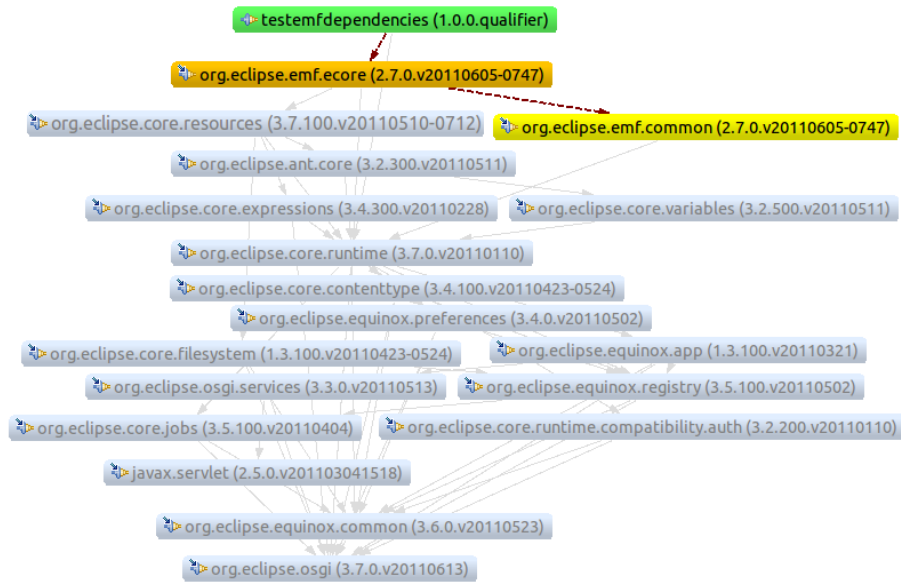 testemfdependencies (1.0.0.qualifier)
org.eclipse.emf.ecore (2.7.0.v20110605-0747)
org.eclipse.core.resources (3.7.100.v20110510-0712)
org.eclipse.emf.common (2.7.0.v20110605-0747)
org.eclipse.ant.core (3.2.300.v20110511)
org.eclipse.core.expressions (3.4.300.v20110228)
org.eclipse.core.variables (3.2.500.v20110511)
org.eclipse.core.runtime (3.7.0.v20110110)
org.eclipse.core.contenttype (3.4.100.v20110423-0524)
org.eclipse.equinox.preferences (3.4.0.v20110502)
org.eclipse.core.filesystem (1.3.100.v20110423-0524)
org.eclipse.equinox.app (1.3.100.v20110321)
org.eclipse.osgi.services (3.3.0.v20110513)
org.eclipse.equinox.registry (3.5.100.v20110502)
org.eclipse.core.jobs (3.5.100.v20110404)
org.eclipse.core.runtime.compatibility.auth (3.2.200.v20110110)
javax.servlet (2.5.0.v201103041518)
org.eclipse.equinox.common (3.6.0.v20110523)
org.eclipse.osgi (3.7.0.v20110613)